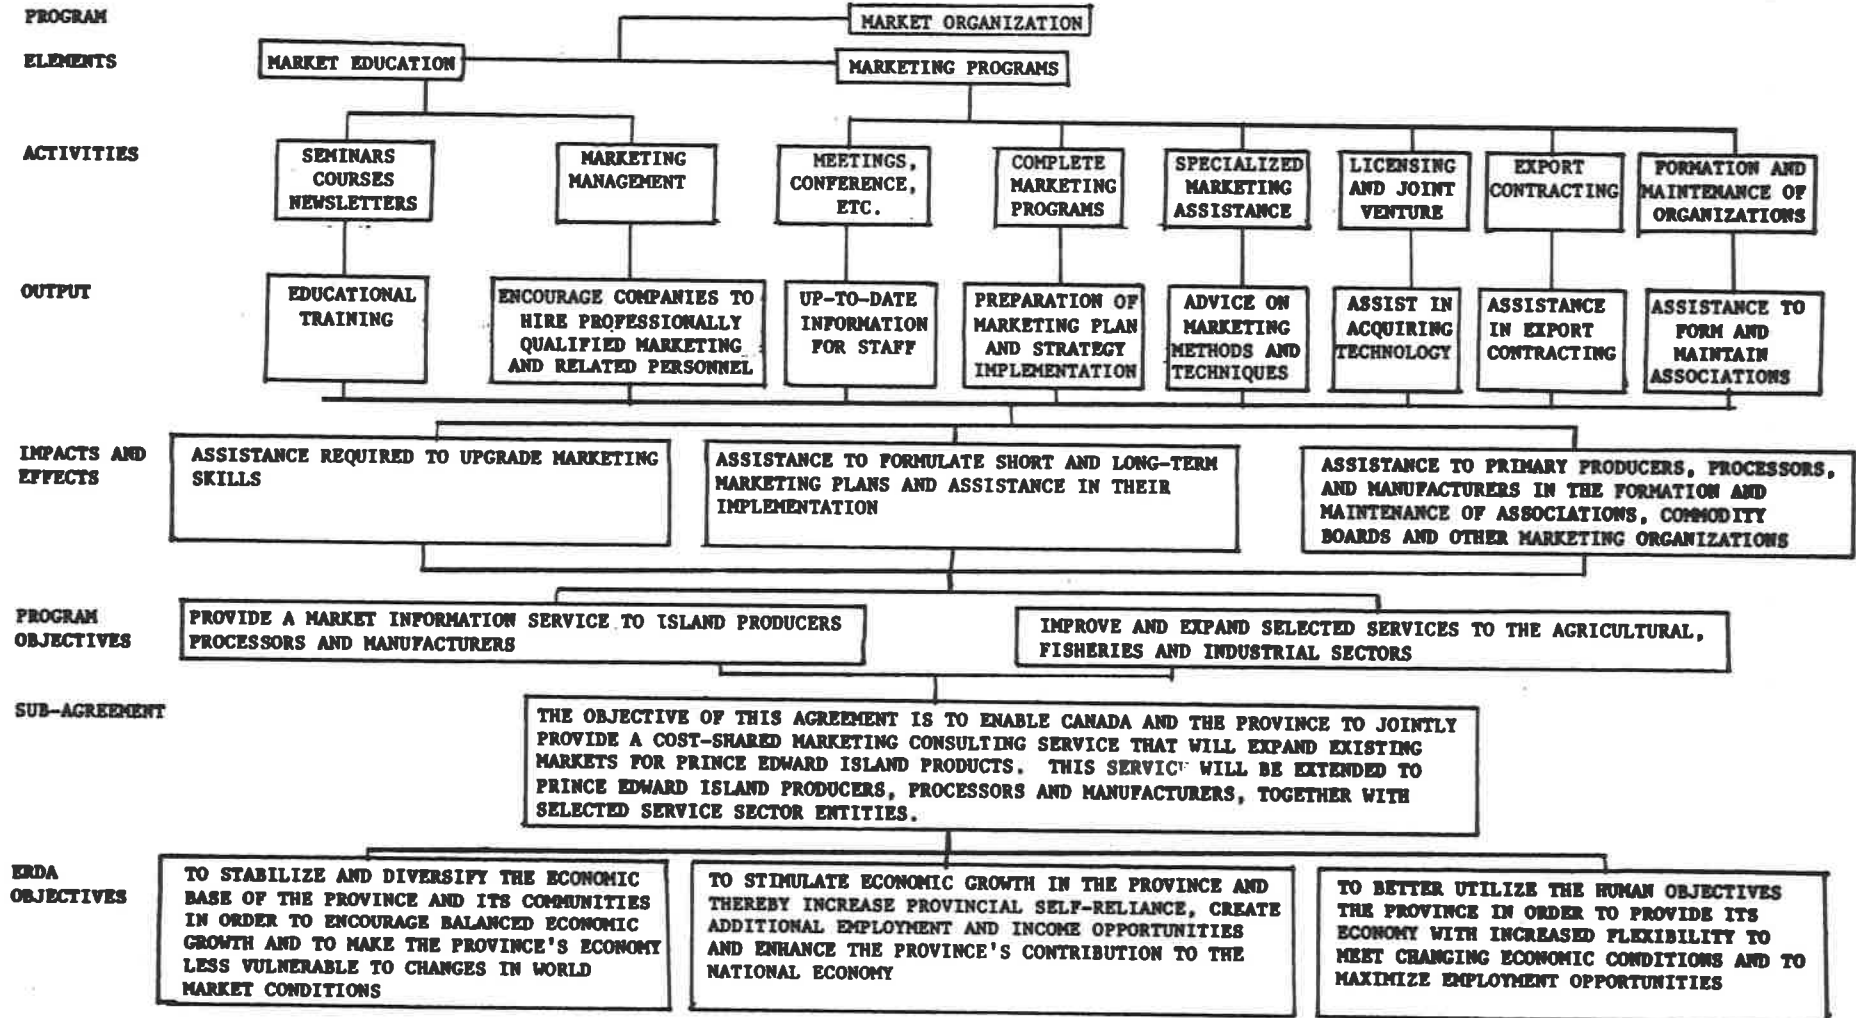 PROGRAM
MARKET ORGANIZATION
ELEMENTS
MARKET EDUCATION
MARKETING PROGRAMS
ACTIVITIES
SEMINARS
COURSES
NEWSLETTERS
MARKETING
MANAGEMENT
MEETINGS,
CONFERENCE,
ETC.
COMPLETE
MARKETING
PROGRAMS
SPECIALIZED
MARKETING
ASSISTANCE
LICENSING
AND JOINT
VENTURE
EXPORT
CONTRACTING
FORMATION AND
MAINTENANCE OF
ORGANIZATIONS
OUTPUT
EDUCATIONAL
TRAINING
ENCOURAGE COMPANIES TO
HIRE PROFESSIONALLY
QUALIFIED MARKETING
AND RELATED PERSONNEL
UP-TO-DATE
INFORMATION
FOR STAFF
PREPARATION OF
MARKETING PLAN
AND STRATEGY
IMPLEMENTATION
ADVICE ON
MARKETING
METHODS AND
TECHNIQUES
ASSIST IN
ACQUIRING
TECHNOLOGY
ASSISTANCE
IN EXPORT
CONTRACTING
ASSISTANCE TO
FORM AND
MAINTAIN
ASSOCIATIONS
IMPACTS AND
EFFECTS
ASSISTANCE REQUIRED TO UPGRADE MARKETING
SKILLS
ASSISTANCE TO FORMULATE SHORT AND LONG-TERM
MARKETING PLANS AND ASSISTANCE IN THEIR
IMPLEMENTATION
ASSISTANCE TO PRIMARY PRODUCERS, PROCESSORS,
AND MANUFACTURERS IN THE FORMATION AND
MAINTENANCE OF ASSOCIATIONS, COMMODITY
BOARDS AND OTHER MARKETING ORGANIZATIONS
PROGRAM
OBJECTIVES
PROVIDE A MARKET INFORMATION SERVICE TO ISLAND PRODUCERS
PROCESSORS AND MANUFACTURERS
IMPROVE AND EXPAND SELECTED SERVICES TO THE AGRICULTURAL,
FISHERIES AND INDUSTRIAL SECTORS
SUB-AGREEMENT
THE OBJECTIVE OF THIS AGREEMENT IS TO ENABLE CANADA AND THE PROVINCE TO JOINTLY
PROVIDE A COST-SHARED MARKETING CONSULTING SERVICE THAT WILL EXPAND EXISTING
MARKETS FOR PRINCE EDWARD ISLAND PRODUCTS. THIS SERVIC WILL BE EXTENDED TO
PRINCE EDWARD ISLAND PRODUCERS, PROCESSORS AND MANUFACTURERS, TOGETHER WITH
SELECTED SERVICE SECTOR ENTITIES.
ERDA
OBJECTIVES
TO STABILIZE AND DIVERSIFY THE ECONOMIC
BASE OF THE PROVINCE AND ITS COMMUNITIES
IN ORDER TO ENCOURAGE BALANCED ECONOMIC
GROWTH AND TO MAKE THE PROVINCE'S ECONOMY
LESS VULNERABLE TO CHANGES IN WORLD
MARKET CONDITIONS
TO STIMULATE ECONOMIC GROWTH IN THE PROVINCE AND
THEREBY INCREASE PROVINCIAL SELF-RELIANCE, CREATE
ADDITIONAL EMPLOYMENT AND INCOME OPPORTUNITIES
AND ENHANCE THE PROVINCE'S CONTRIBUTION TO THE
NATIONAL ECONOMY
TO BETTER UTILIZE THE HUMAN OBJECTIVES
THE PROVINCE IN ORDER TO PROVIDE ITS
ECONOMY WITH INCREASED FLEXIBILITY TO
MEET CHANGING ECONOMIC CONDITIONS AND TO
MAXIMIZE EMPLOYMENT OPPORTUNITIES